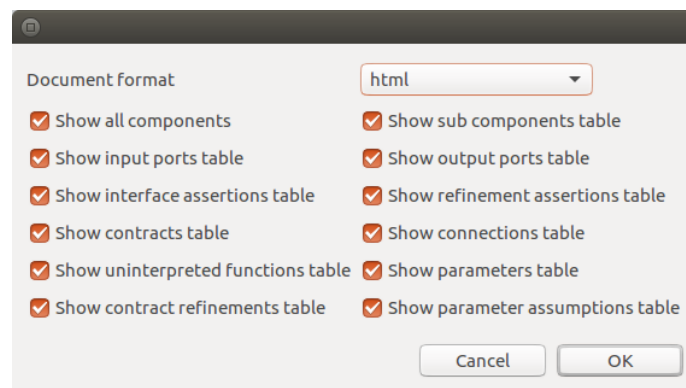 Document format html
Show all components Show sub components table
Show input ports table Show output ports table
Show interface assertions table Show refinement assertions table
Show contracts table Show connections table
Show uninterpreted functions table Show parameters table
Show contract refinements table Show parameter assumptions table
Cancel OK